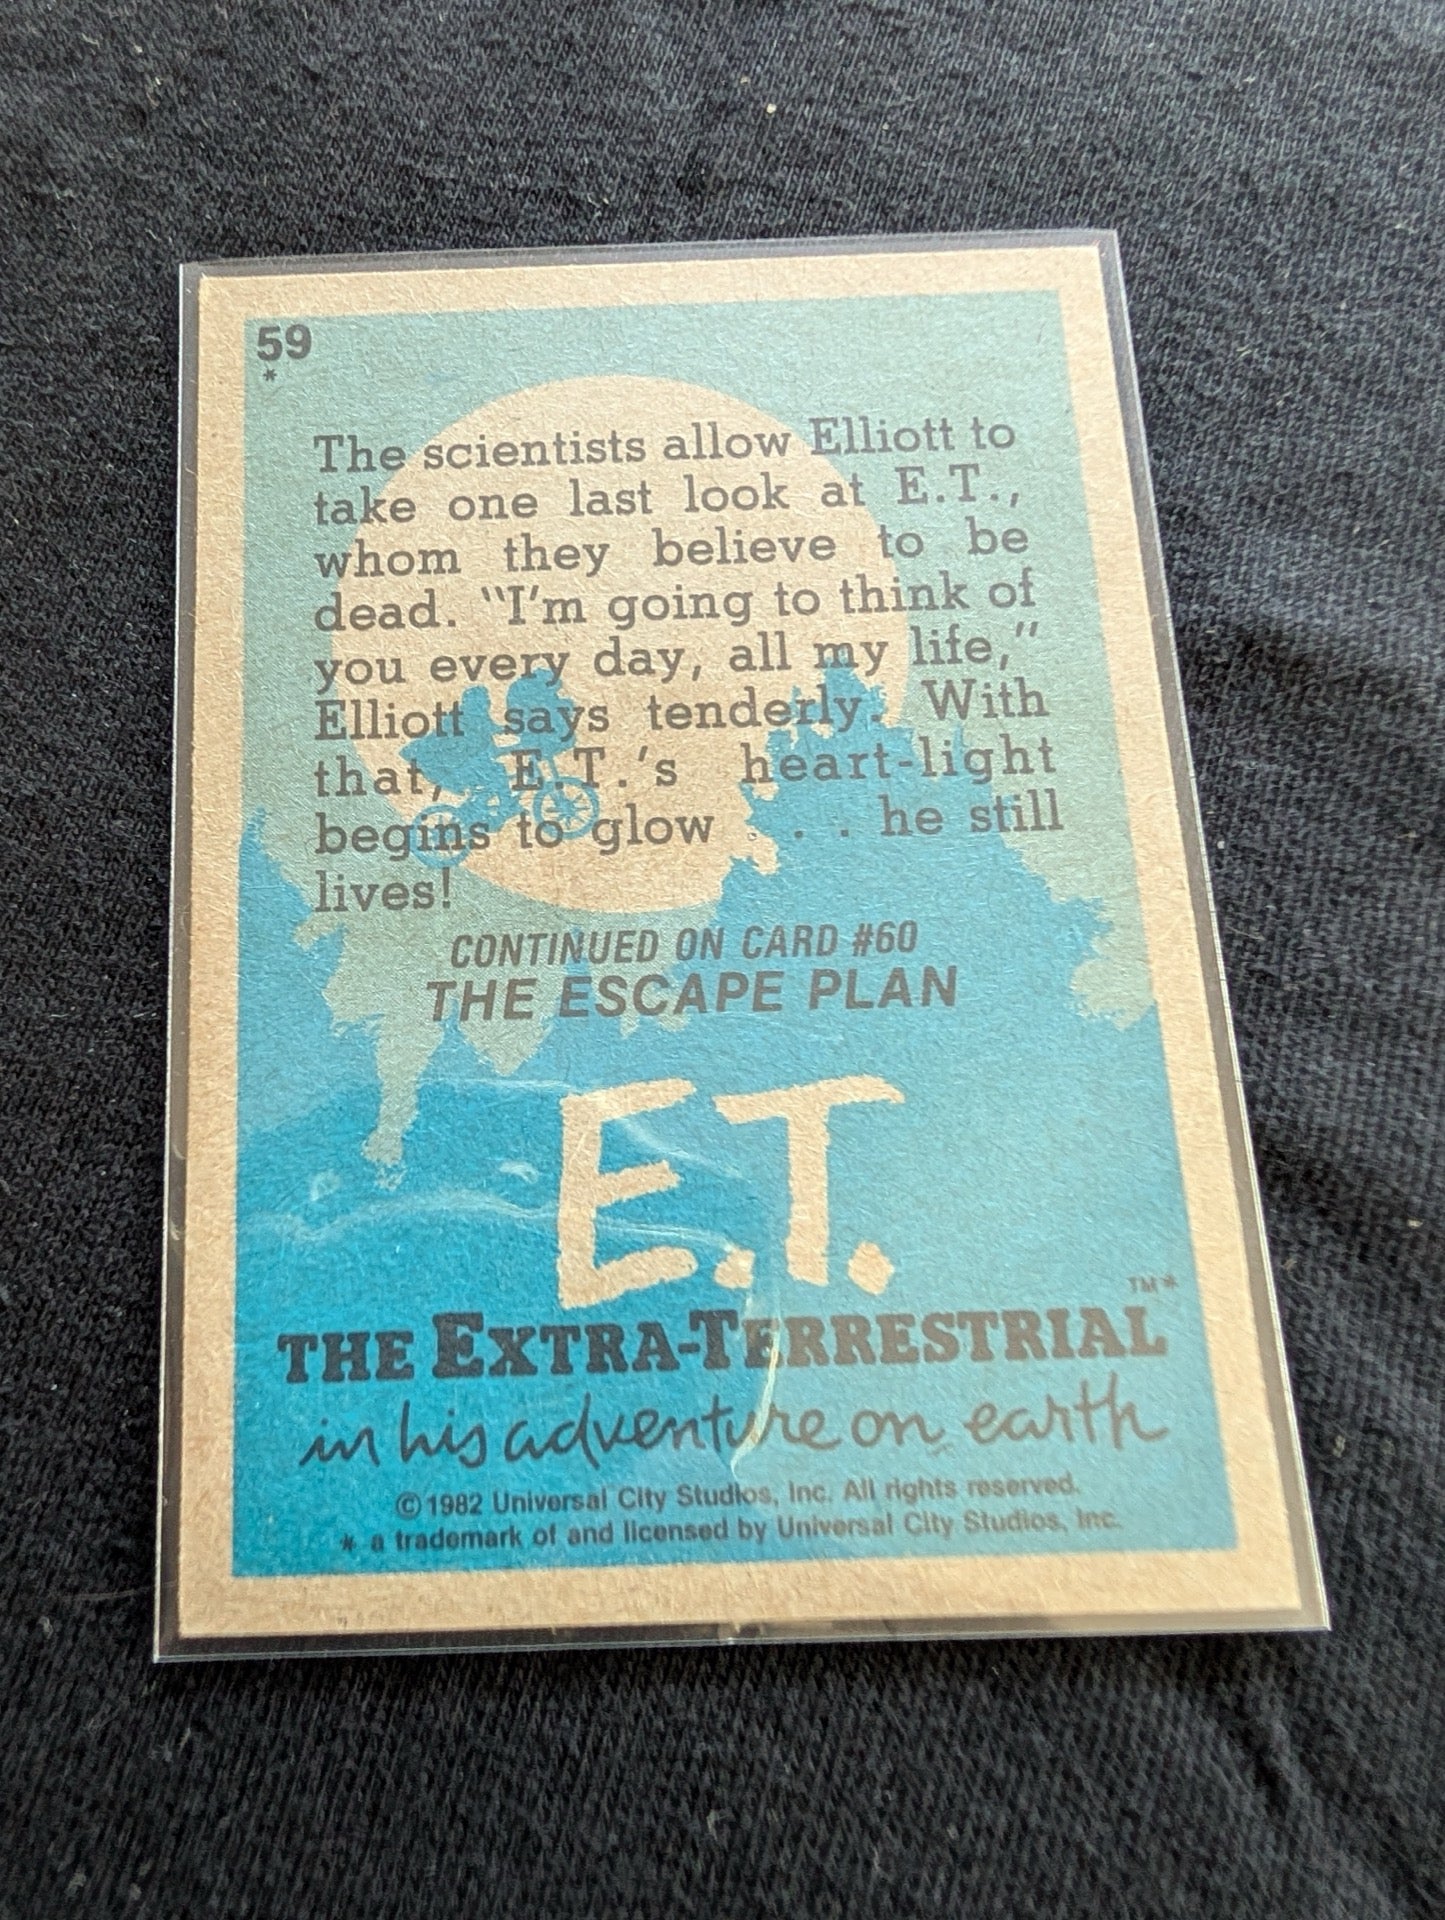 59
*
The scientists allow Elliott to
take one last look at E.T.,
whom they believe to be
dead. "I'm going to think of
you every day, all my life,"
Elliott says tenderly. With
that, E.T.'s heart-light
begins to glow . . . he still
lives!
CONTINUED ON CARD #60
THE ESCAPE PLAN
E.T.
THE EXTRA-TERRESTRIAL™*
in his adventure on earth
© 1982 Universal City Studios, Inc. All rights reserved.
* a trademark of and licensed by Universal City Studios, Inc.